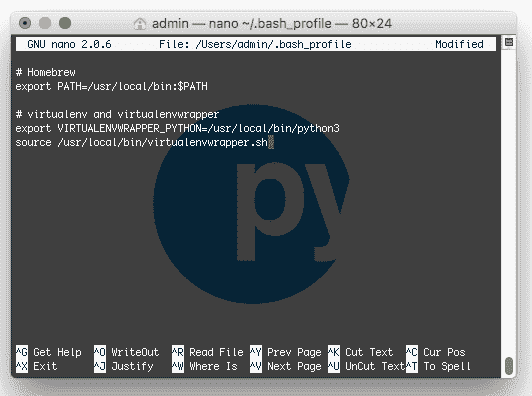 admin — nano ~/.bash_profile — 80×24
GNU nano 2.0.6 File: /Users/admin/.bash_profile Modified
# Homebrew
export PATH=/usr/local/bin:$PATH
# virtualenv and virtualenvwrapper
export VIRTUALENVWRAPPER_PYTHON=/usr/local/bin/python3
source /usr/local/bin/virtualenvwrapper.sh
py
^G Get Help ^O WriteOut ^R Read File ^Y Prev Page ^K Cut Text ^C Cur Pos
^X Exit ^J Justify ^W Where Is ^V Next Page ^U UnCut Text ^T To Spell